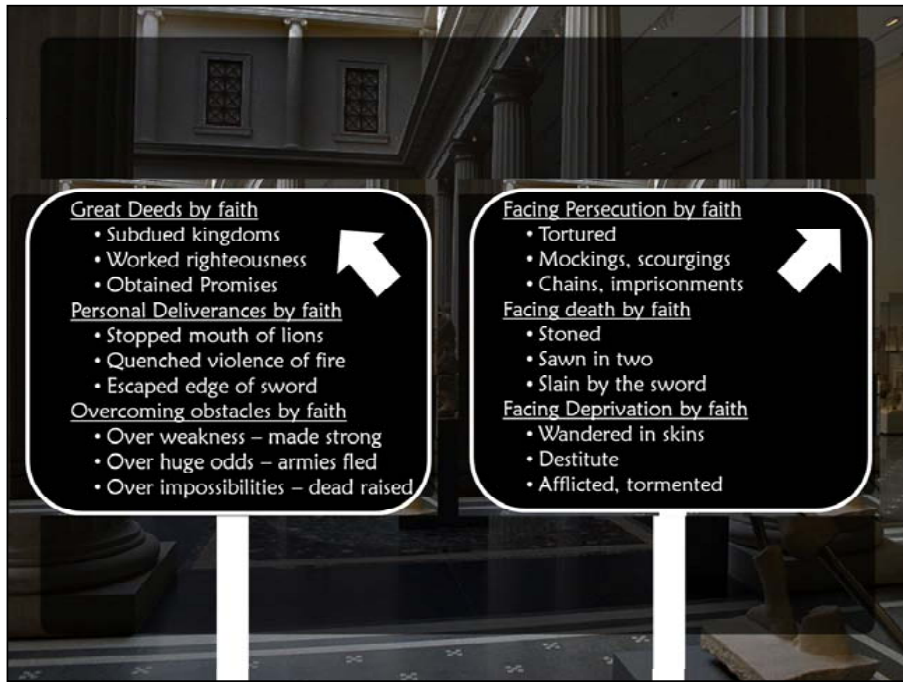 Great Deeds by faith
• Subdued kingdoms
• Worked righteousness
• Obtained Promises
Personal Deliverances by faith
• Stopped mouth of lions
• Quenched violence of fire
• Escaped edge of sword
Overcoming obstacles by faith
• Over weakness – made strong
• Over huge odds – armies fled
• Over impossibilities – dead raised
Facing Persecution by faith
• Tortured
• Mockings, scourgings
• Chains, imprisonments
Facing death by faith
• Stoned
• Sawn in two
• Slain by the sword
Facing Deprivation by faith
• Wandered in skins
• Destitute
• Afflicted, tormented